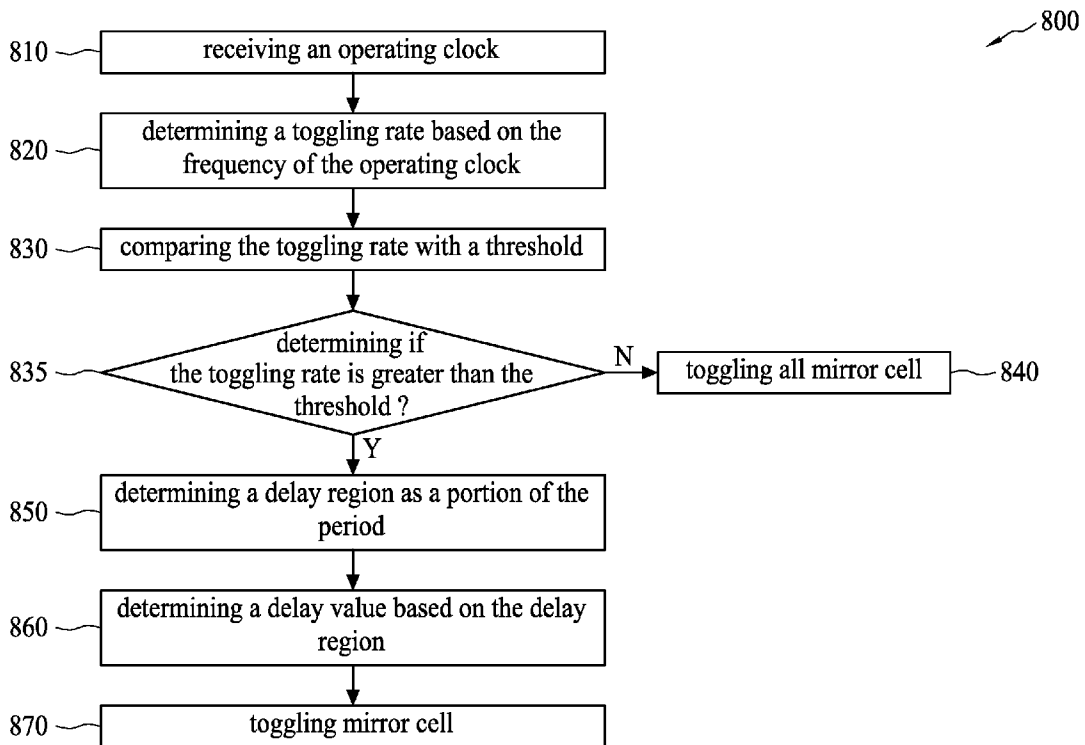 800
810
receiving an operating clock
820
determining a toggling rate based on the
frequency of the operating clock
830
comparing the toggling rate with a threshold
835
determining if
the toggling rate is greater than the
threshold ?
N
toggling all mirror cell
840
Y
850
determining a delay region as a portion of the
period
860
determining a delay value based on the delay
region
870
toggling mirror cell